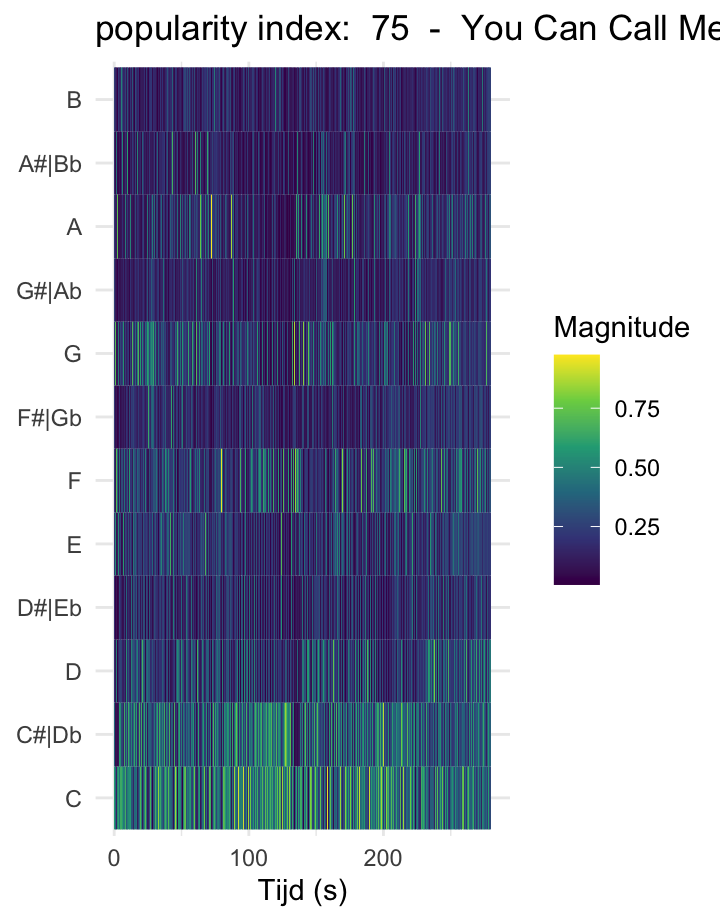 popularity index: 75 - You Can Call Me
B
A#|Bb
A
G#|Ab
G
F#|Gb
F
E
D#|Eb
D
C#|Db
C
0 100 200
Tijd (s)
Magnitude
0.75
0.50
0.25